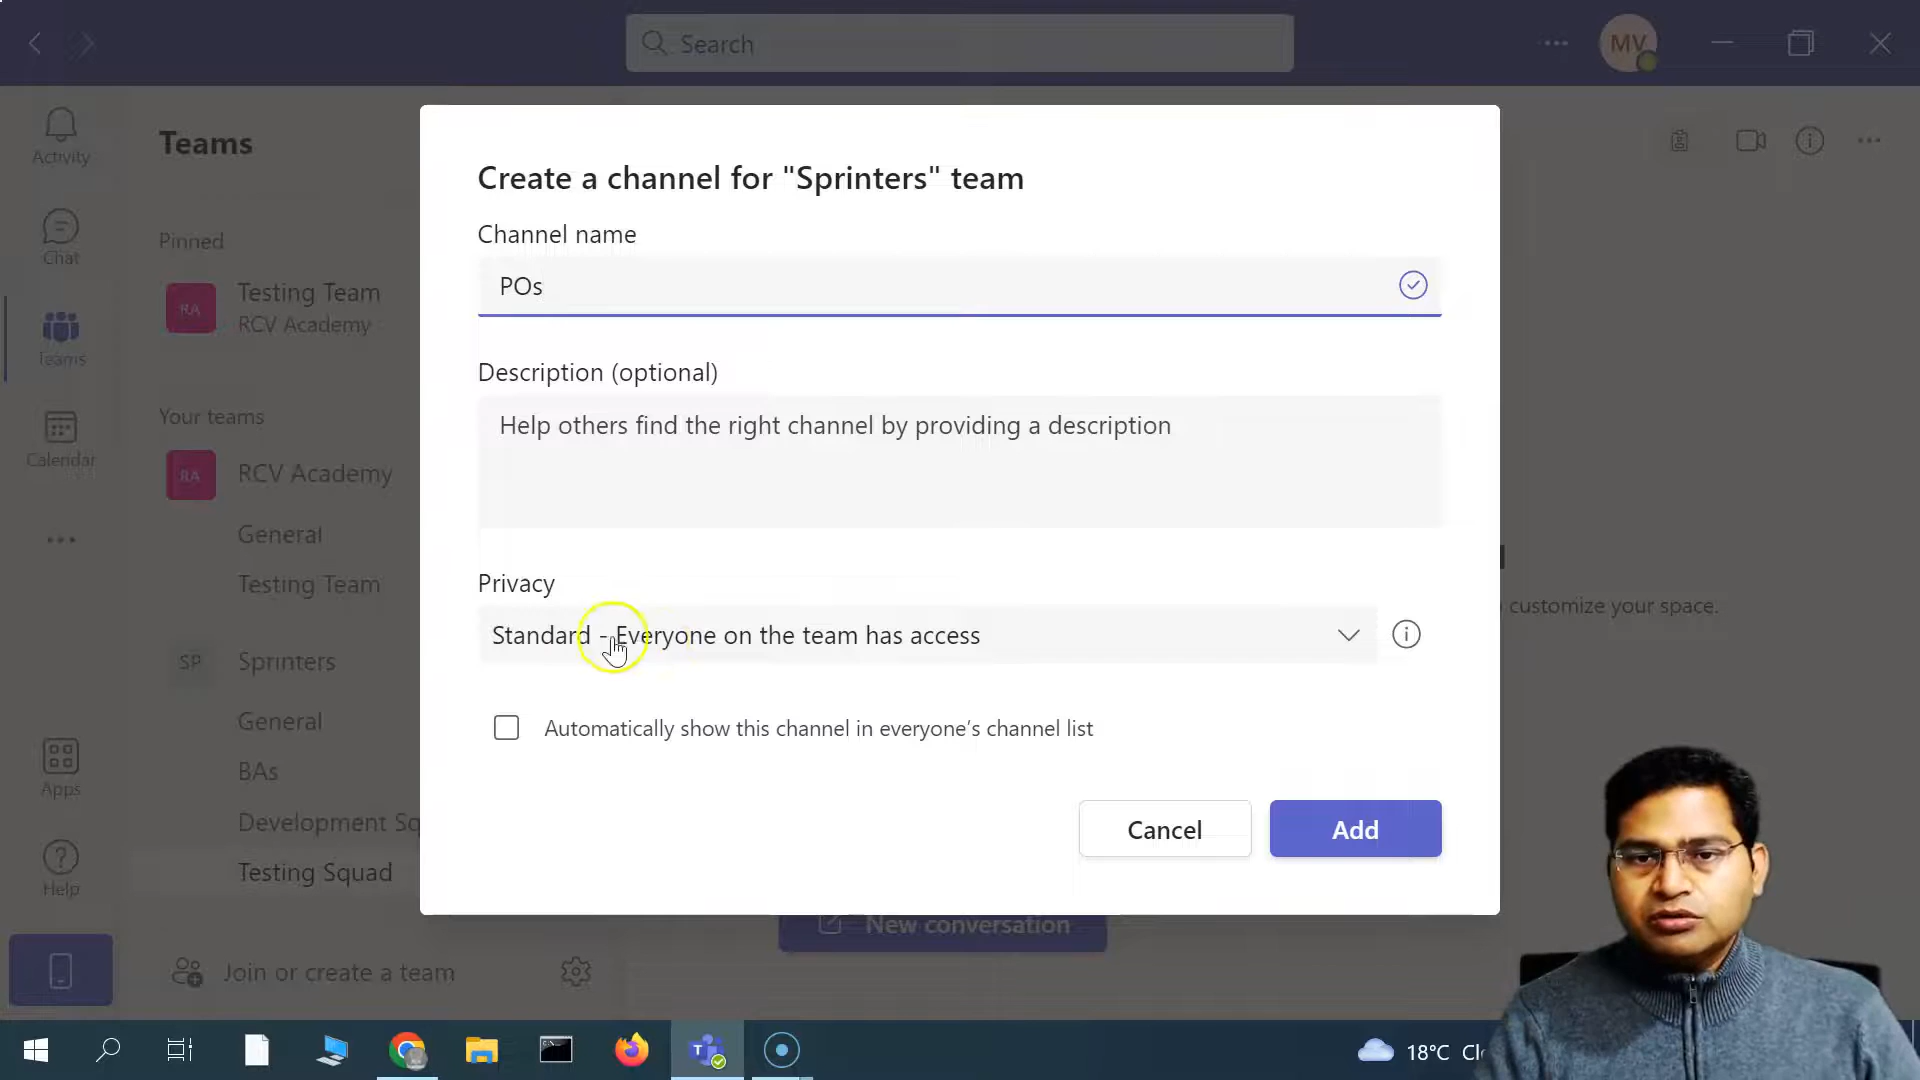 Search
MV
Activity
Chat
Teams
Calendar
Apps
Help
Teams
Pinned
RA
Testing Team
RCV Academy
Your teams
RA
RCV Academy
General
Testing Team
SP
Sprinters
General
BAs
Development Sq
Testing Squad
Join or create a team
Create a channel for "Sprinters" team
Channel name
POs
Description (optional)
Help others find the right channel by providing a description
Privacy
Standard - Everyone on the team has access
Automatically show this channel in everyone's channel list
Cancel
Add
customize your space.
New conversation
T
18°C